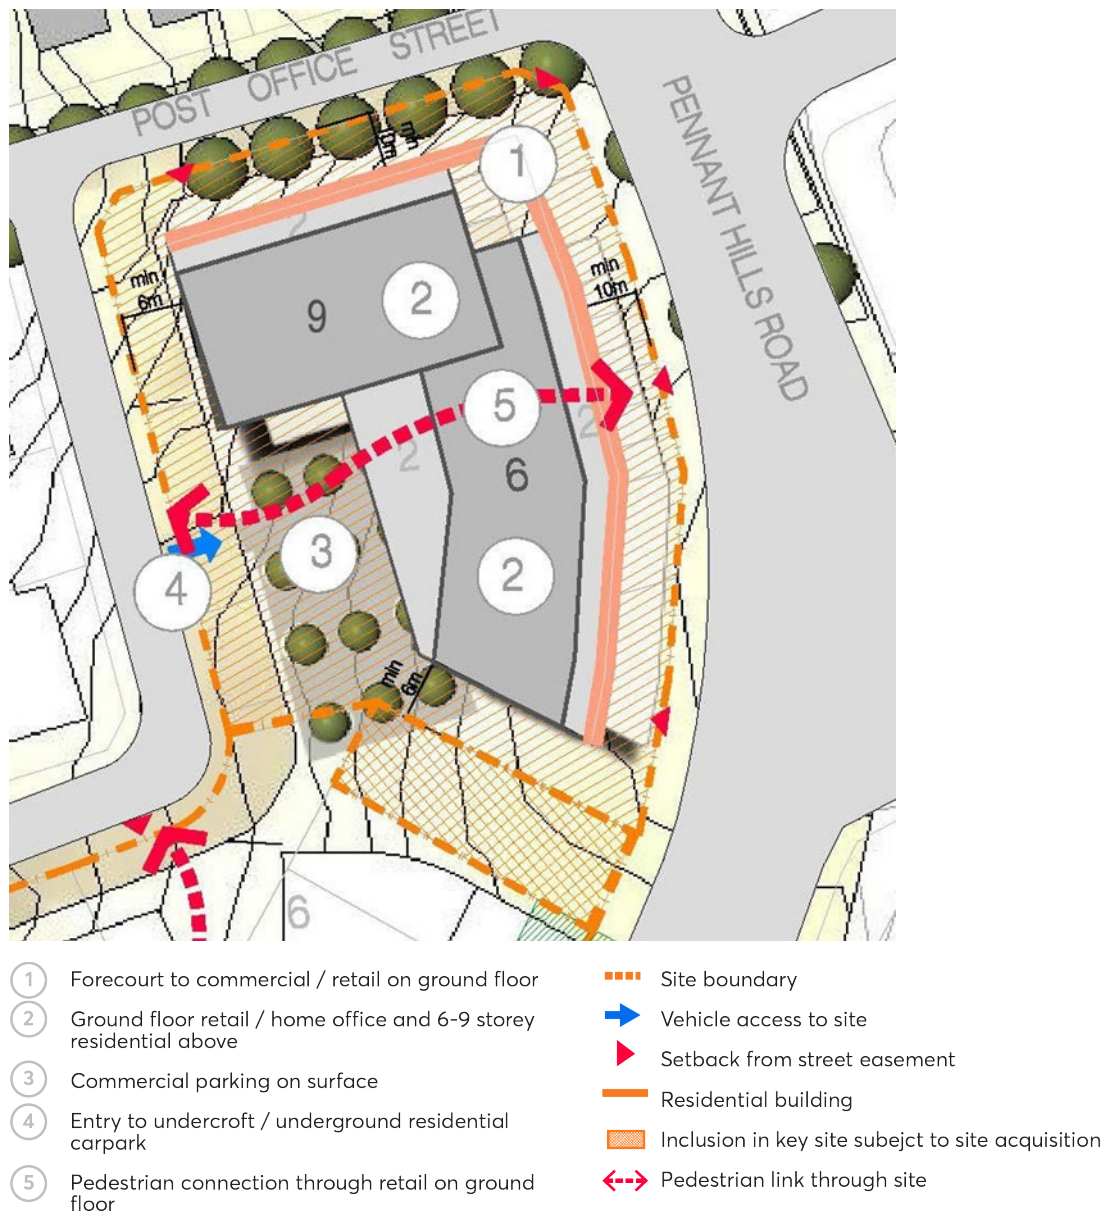 POST OFFICE STREET
PENNANT HILLS ROAD
min
10m
1
2
min
6m
min
10m
9
2
5
2
2
6
3
2
4
min
6m
6
1 Forecourt to commercial / retail on ground floor
2 Ground floor retail / home office and 6-9 storey
residential above
3 Commercial parking on surface
4 Entry to undercroft / underground residential
carpark
5 Pedestrian connection through retail on ground
floor
Site boundary
Vehicle access to site
Setback from street easement
Residential building
Inclusion in key site subejct to site acquisition
Pedestrian link through site